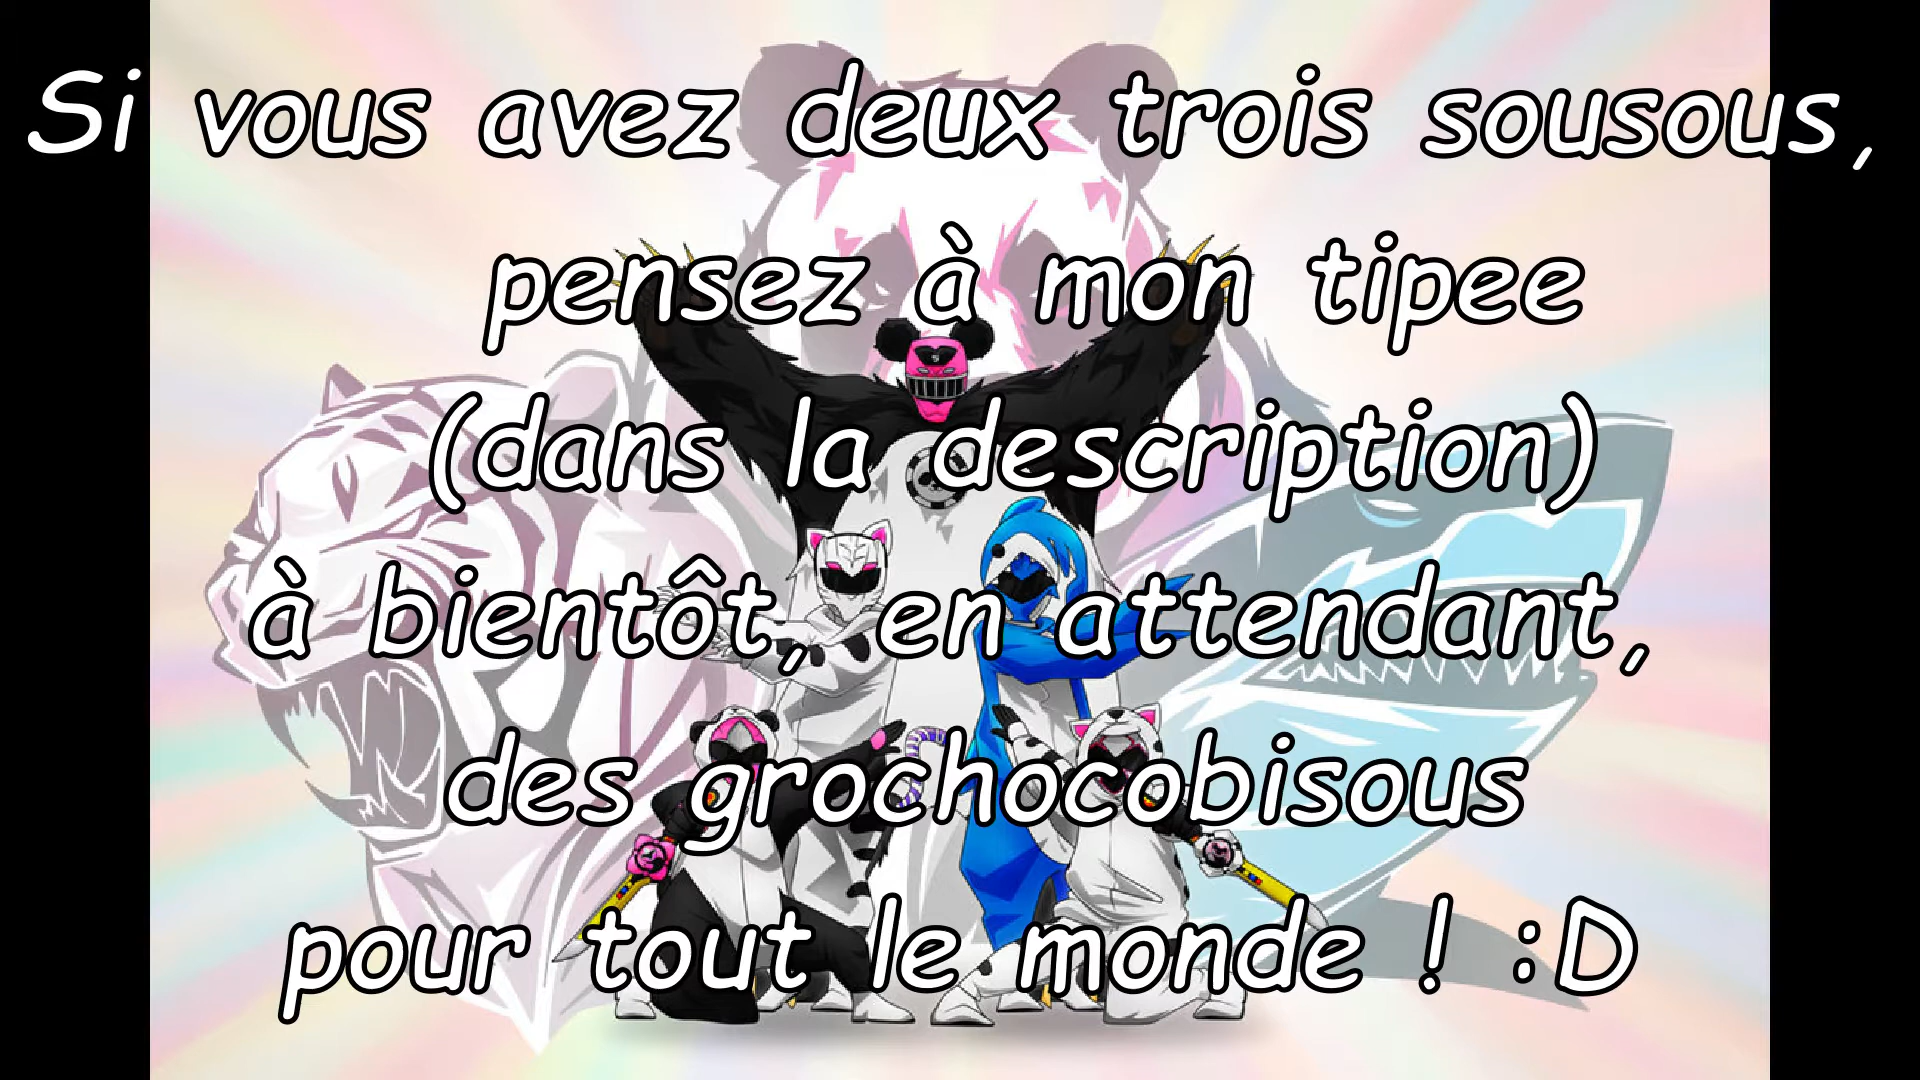 Si vous avez deux trois sousous,
pensez à mon tipee
(dans la description)
à bientôt, en attendant,
des grochocobisous
pour tout le monde ! :D